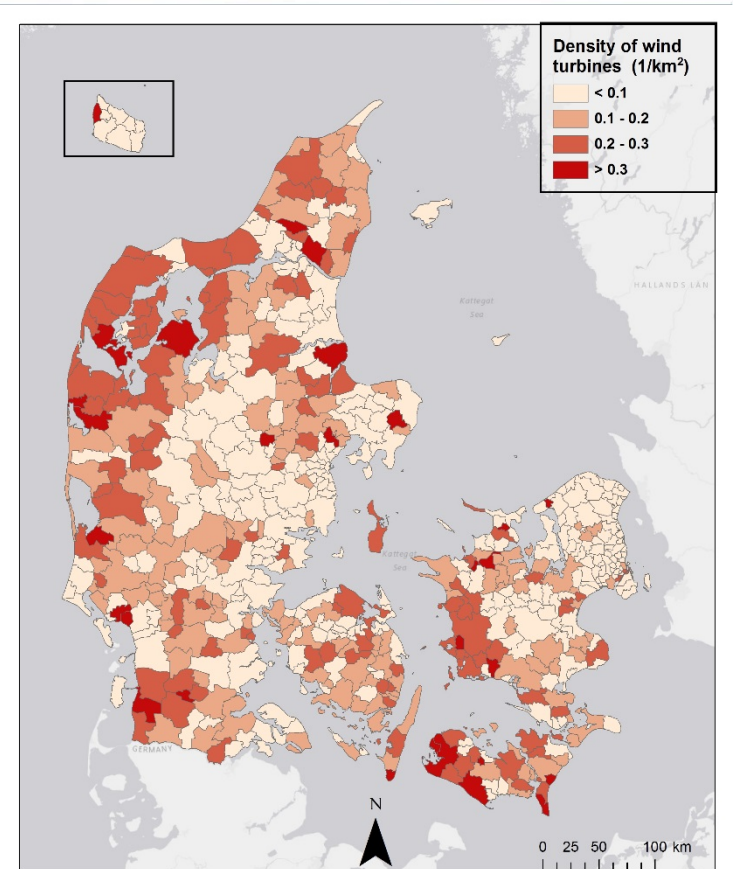 Density of wind
turbines (1/km²)
< 0.1
0.1 - 0.2
0.2 - 0.3
> 0.3
HALLANDS LÄN
Kattegat
Sea
Kattegat
Sea
GERMANY
N
0 25 50 100 km